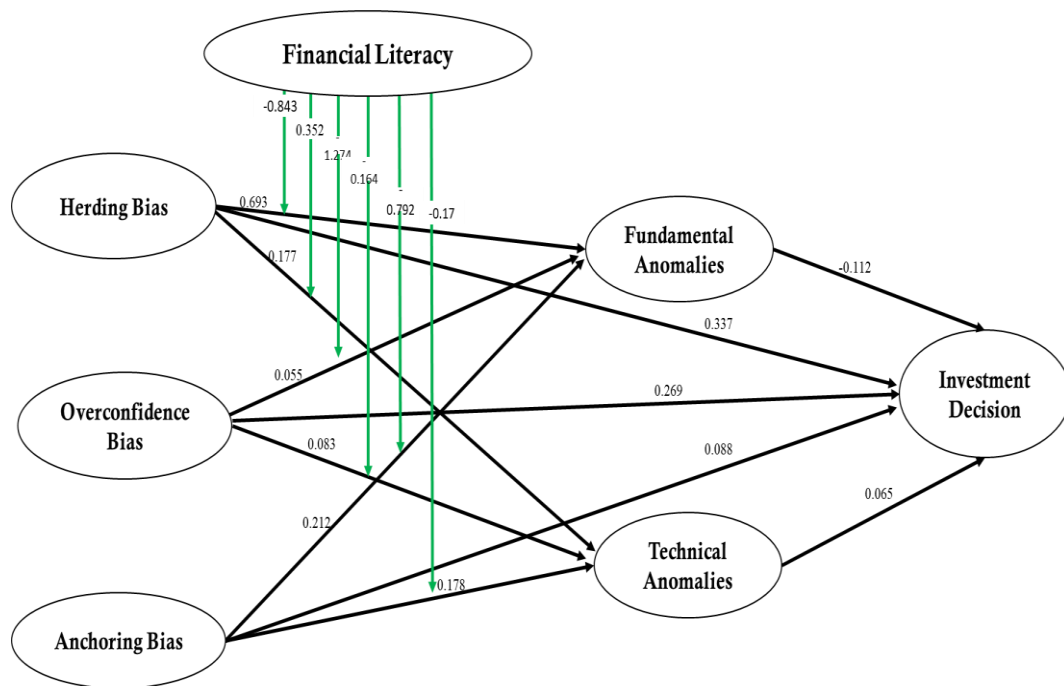 Financial Literacy
-0.843
0.352
-
1.274
-
0.164
-
0.792
-0.17
Herding Bias
0.693
0.177
Fundamental
Anomalies
-0.112
0.337
0.055
Overconfidence
Bias
0.269
Investment
Decision
0.083
0.088
0.212
0.065
Technical
Anomalies
0.178
Anchoring Bias